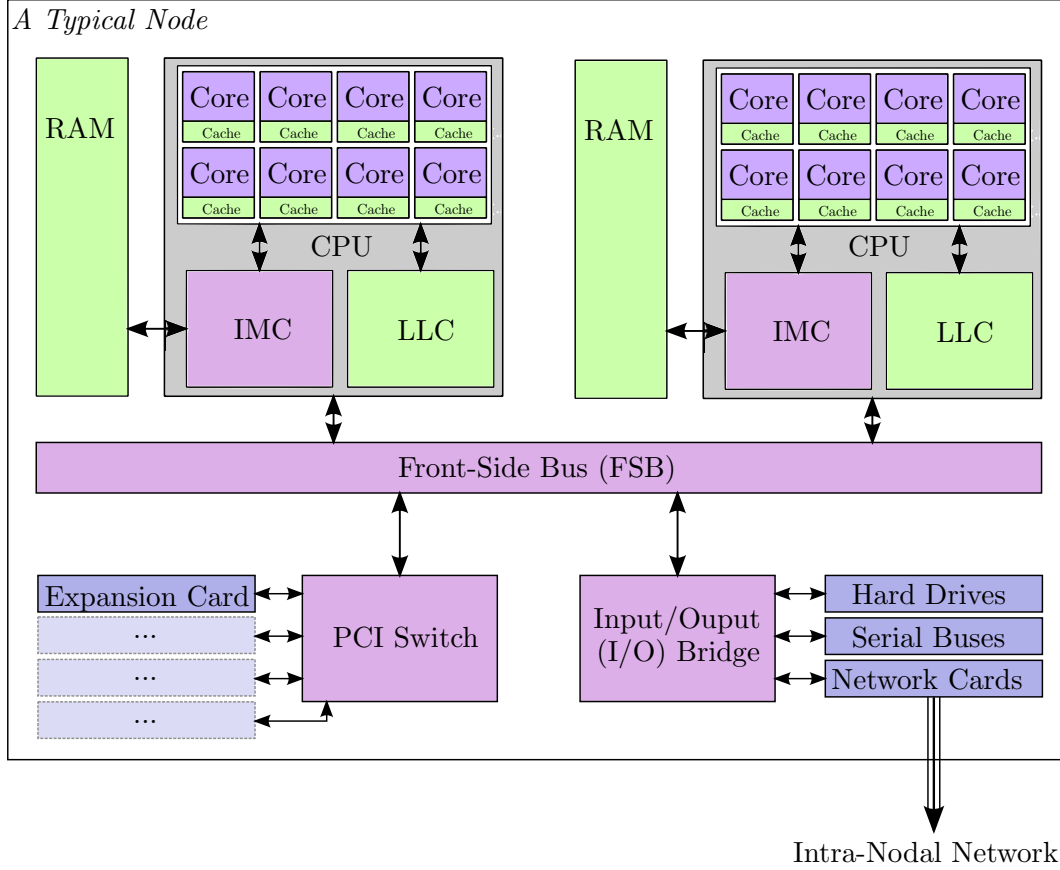 A Typical Node
RAM
Core Core Core Core
Cache Cache Cache Cache
Core Core Core Core
Cache Cache Cache Cache
CPU
IMC
LLC
RAM
Core Core Core Core
Cache Cache Cache Cache
Core Core Core Core
Cache Cache Cache Cache
CPU
IMC
LLC
Front-Side Bus (FSB)
Expansion Card
...
...
...
PCI Switch
Input/Ouput
(I/O) Bridge
Hard Drives
Serial Buses
Network Cards
Intra-Nodal Network